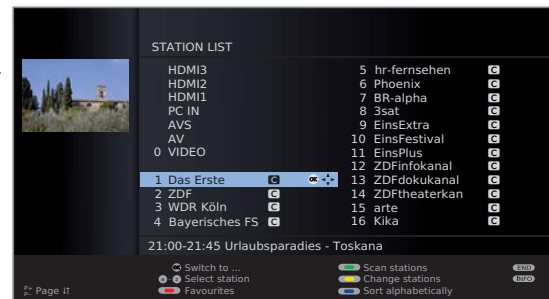 STATION LIST
HDMI3
HDMI2
HDMI1
PC IN
AVS
AV
0 VIDEO
1 Das Erste C OK
2 ZDF C
3 WDR Köln C
4 Bayerisches FS C
5 hr-fernsehen C
6 Phoenix C
7 BR-alpha C
8 3sat C
9 EinsExtra C
10 EinsFestival C
11 EinsPlus C
12 ZDFinfokanal C
13 ZDFdokukanal C
14 ZDFtheaterkan C
15 arte C
16 Kika C
21:00-21:45 Urlaubsparadies - Toskana
OK Switch to ...
Select station
Favourites
Scan stations
Change stations
Sort alphabetically
END
INFO
P+ P- Page